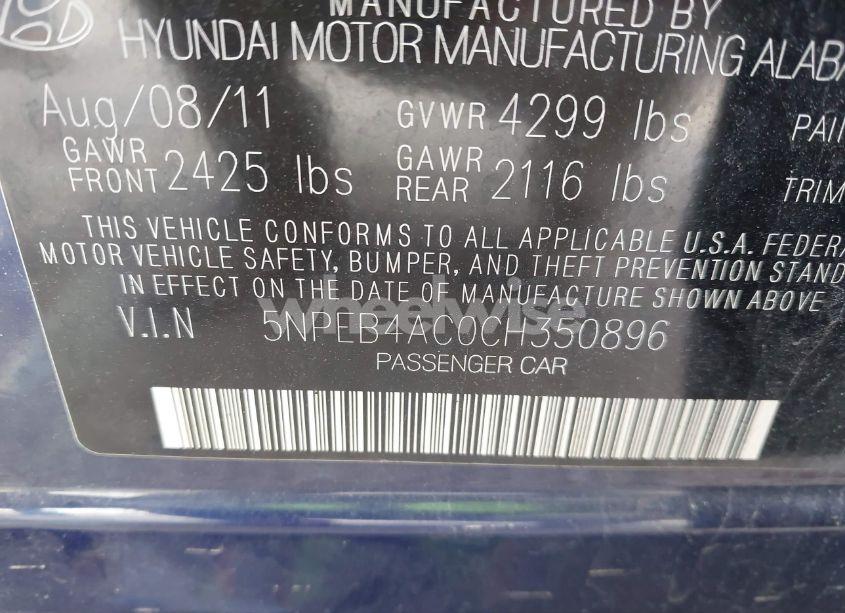 MANUFACTURED BY
HYUNDAI MOTOR MANUFACTURING ALABA
Aug/08/11 GVWR 4299 lbs PAIN
GAWR FRONT 2425 lbs GAWR REAR 2116 lbs TRIM
THIS VEHICLE CONFORMS TO ALL APPLICABLE U.S.A. FEDERA
MOTOR VEHICLE SAFETY, BUMPER, AND THEFT PREVENTION STAND
IN EFFECT ON THE DATE OF MANUFACTURE SHOWN ABOVE
wheelwise
V.I.N 5NPEB4AC0CH350896
PASSENGER CAR